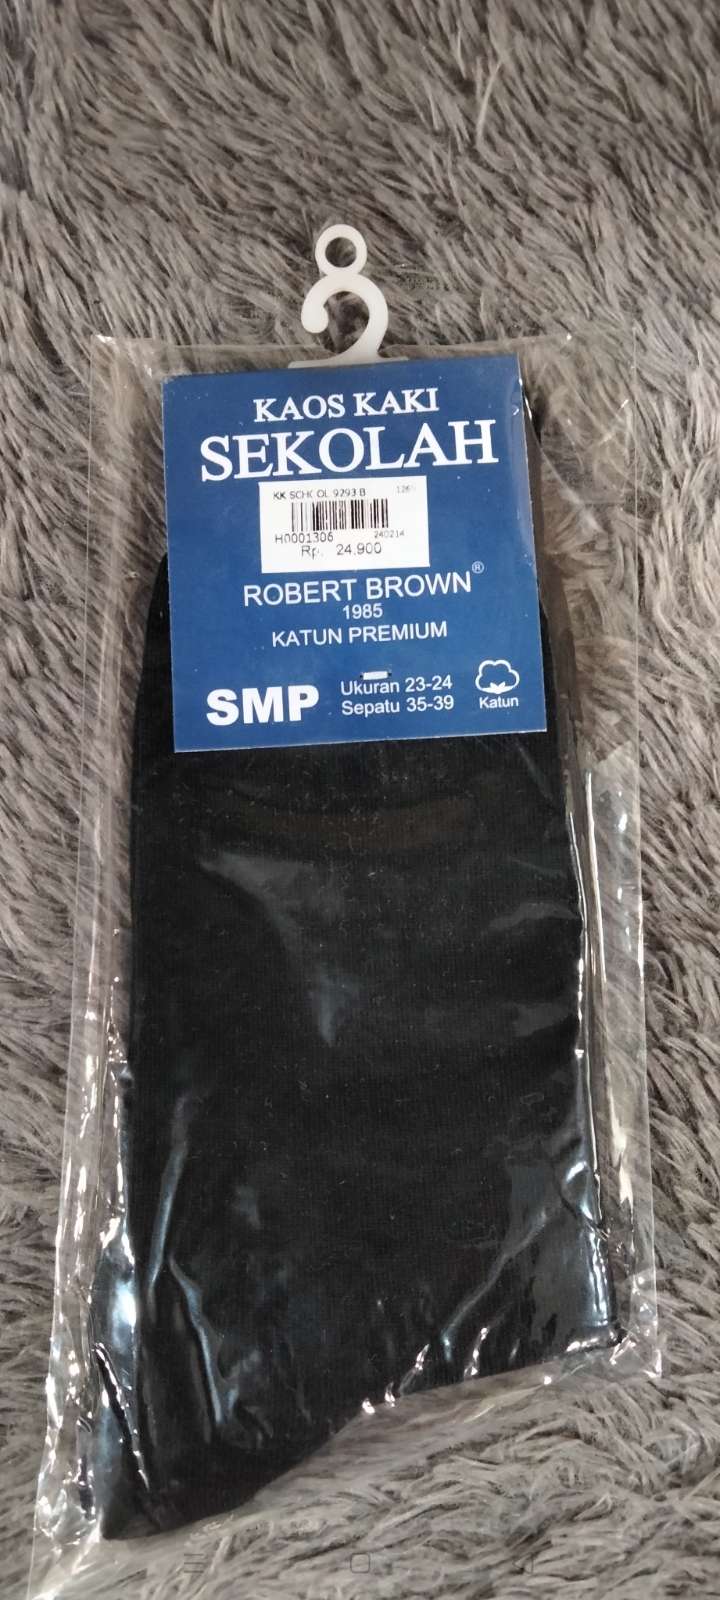 KAOS KAKI
SEKOLAH
KK SCHOOL 9293 B
H0001306 240214
Rp. 24,900
ROBERT BROWN®
1985
KATUN PREMIUM
SMP
Ukuran 23-24
Sepatu 35-39
Katun